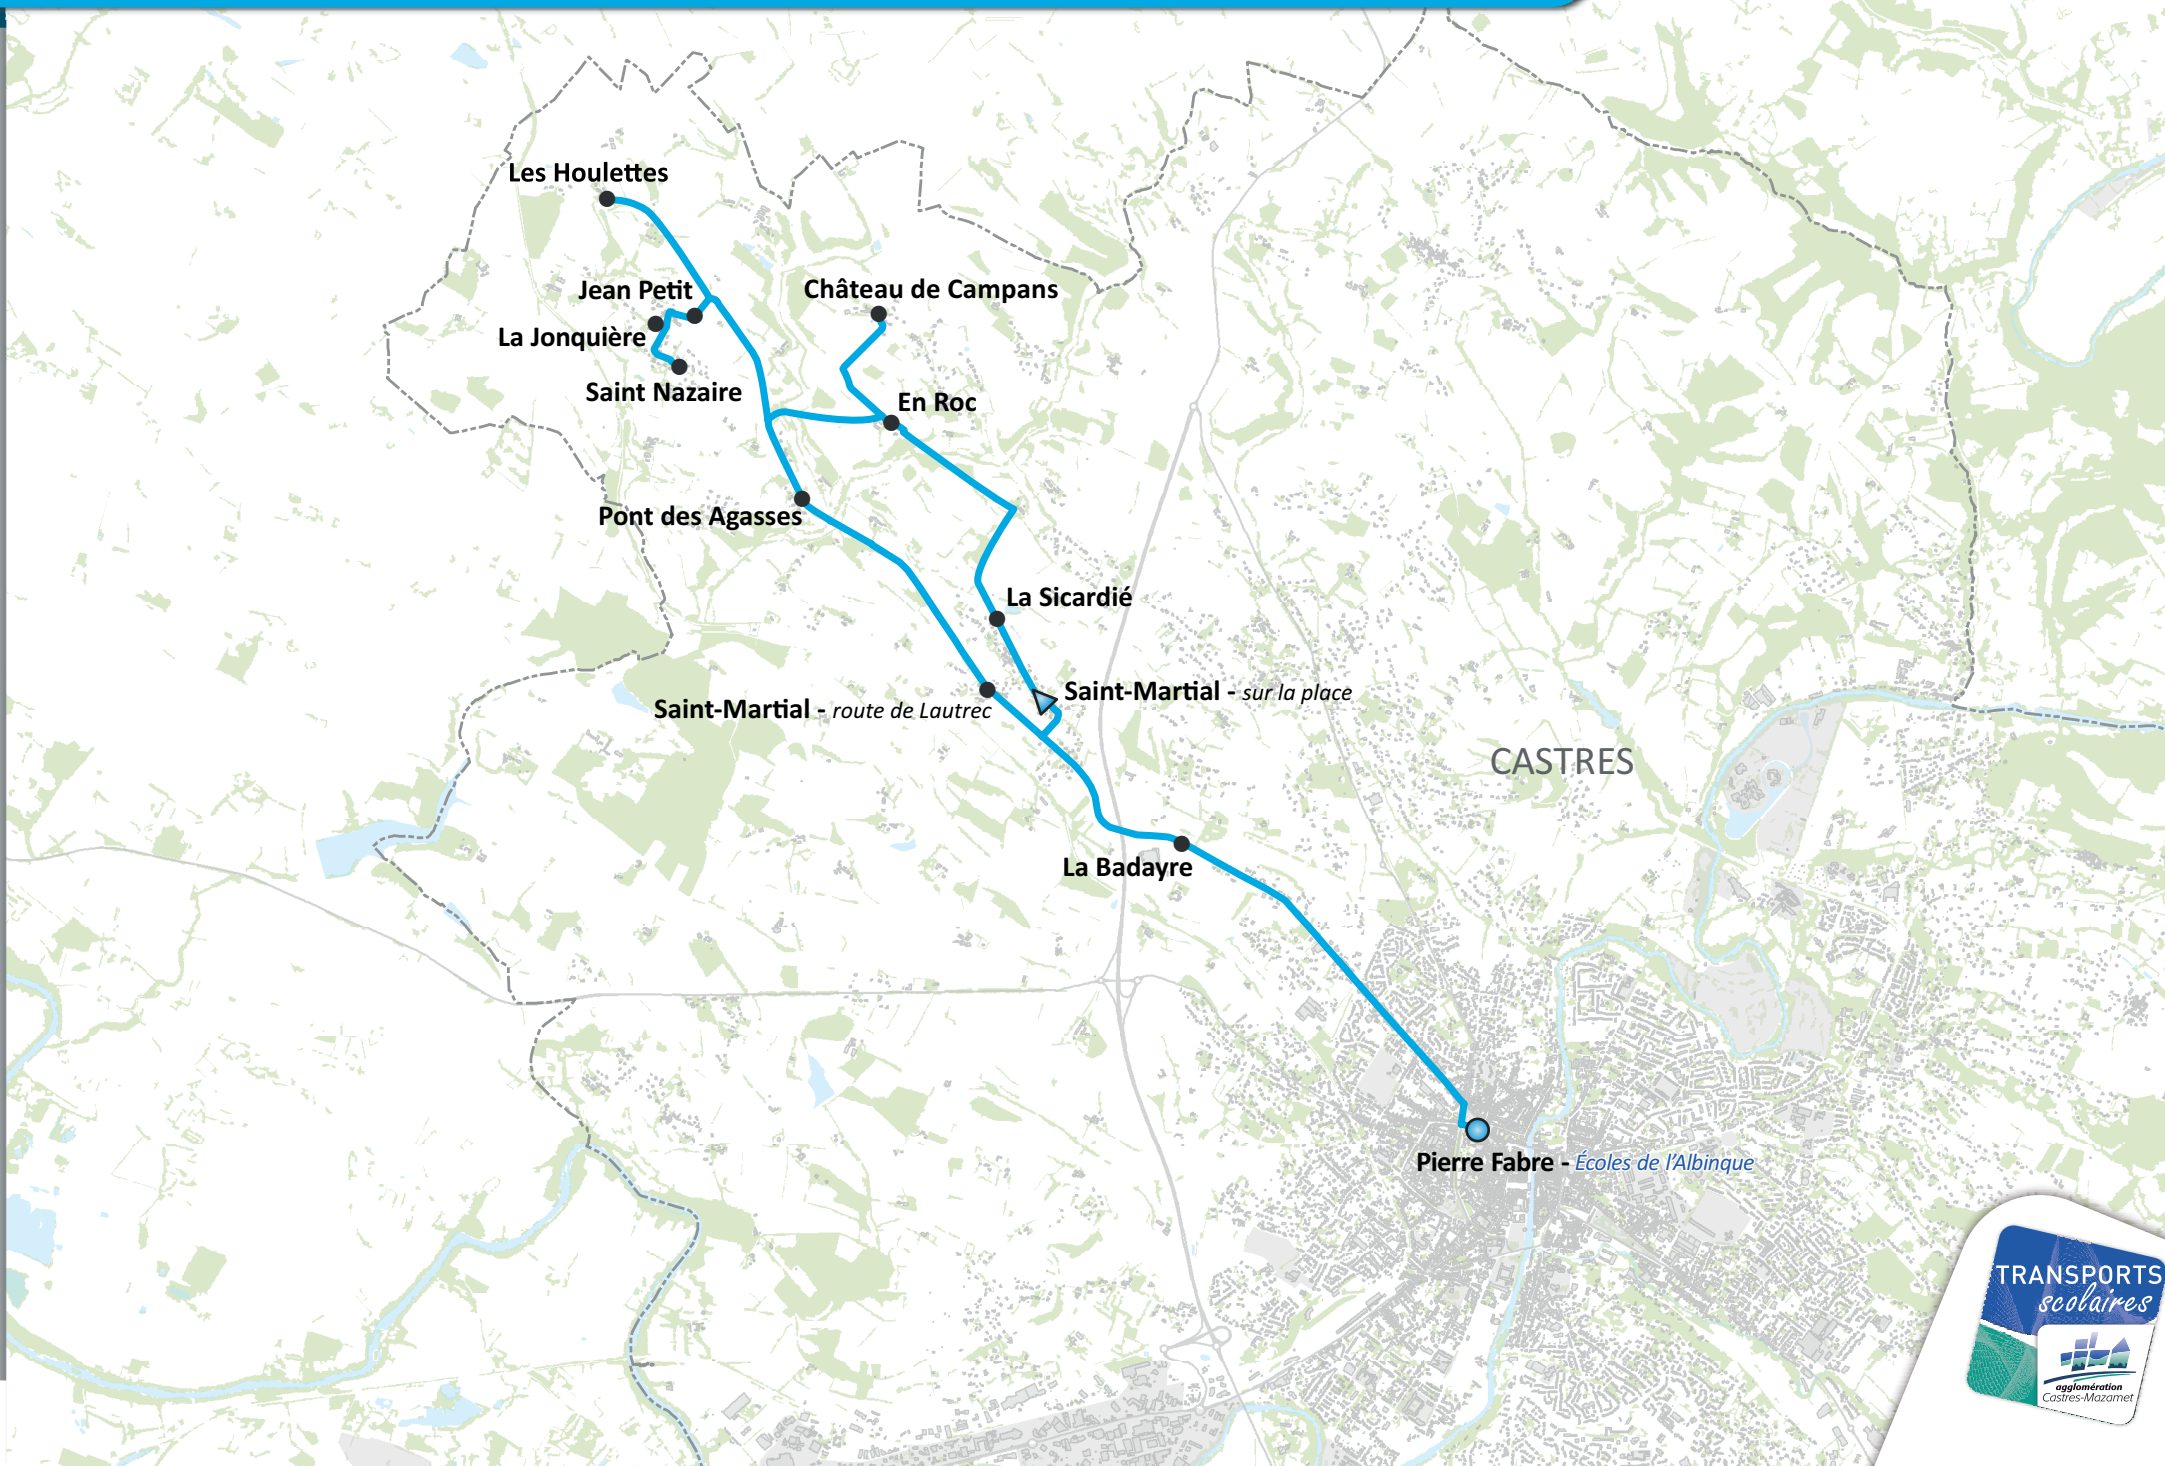 Les Houlettes
Jean Petit
Château de Campans
La Jonquière
Saint Nazaire
En Roc
Pont des Agasses
La Sicardié
Saint-Martial - sur la place
Saint-Martial - route de Lautrec
CASTRES
La Badayre
Pierre Fabre - Écoles de l'Albinque
TRANSPORTS
scolaires
agglomération
Castres-Mazamet